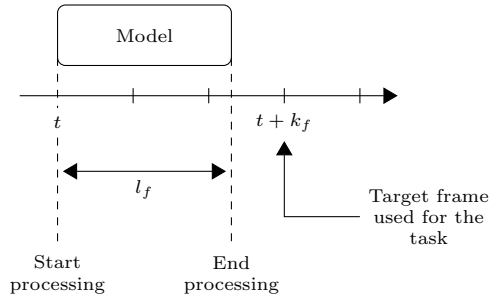 Model
t
t + k_f
l_f
Target frame
used for the
task
Start
processing
End
processing